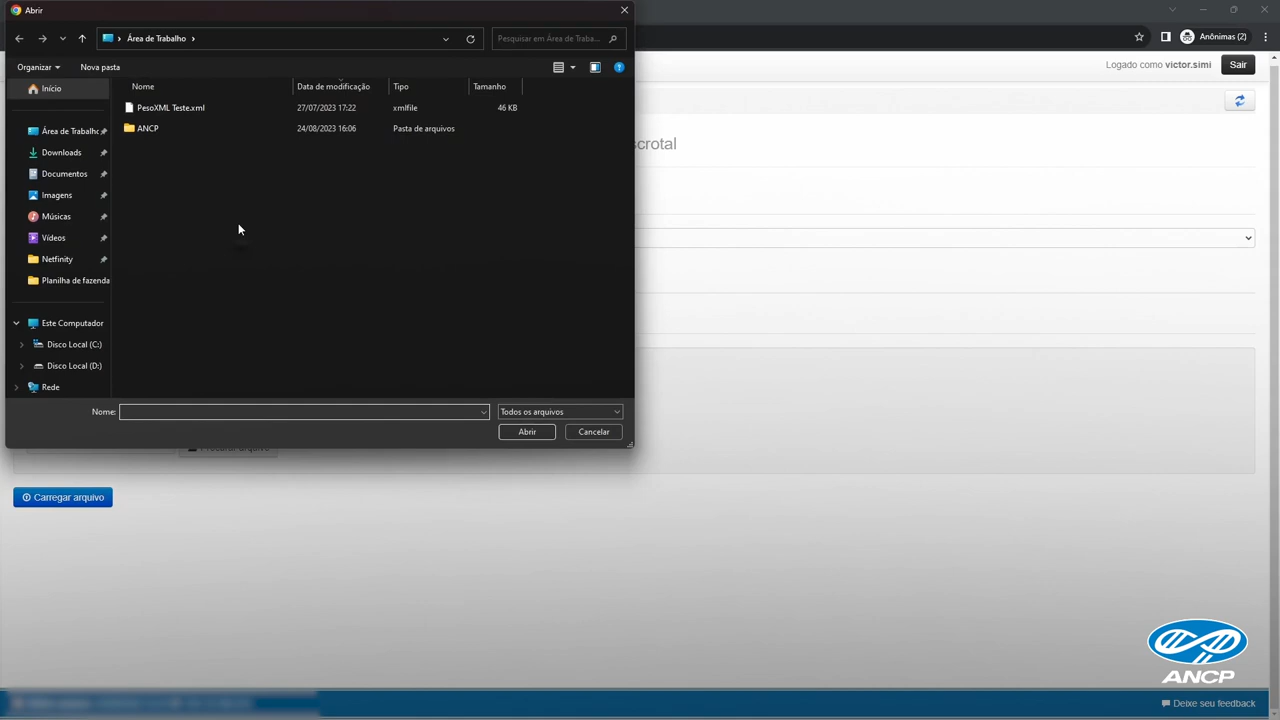 Abrir
Área de Trabalho
Pesquisar em Área de Traba...
Anônimas (2)
Organizar
Nova pasta
Logado como victor.simi
Sair
Início
Nome
Data de modificação
Tipo
Tamanho
PesoXML Teste.xml
27/07/2023 17:22
xmlfile
46 KB
Área de Trabalho
ANCP
24/08/2023 16:06
Pasta de arquivos
scrotal
Downloads
Documentos
Imagens
Músicas
Vídeos
Netfinity
Planilha de fazenda
Este Computador
Disco Local (C:)
Disco Local (D:)
Rede
Nome:
Todos os arquivos
Abrir
Cancelar
Procurar arquivo
Carregar arquivo
ANCP
Deixe seu feedback